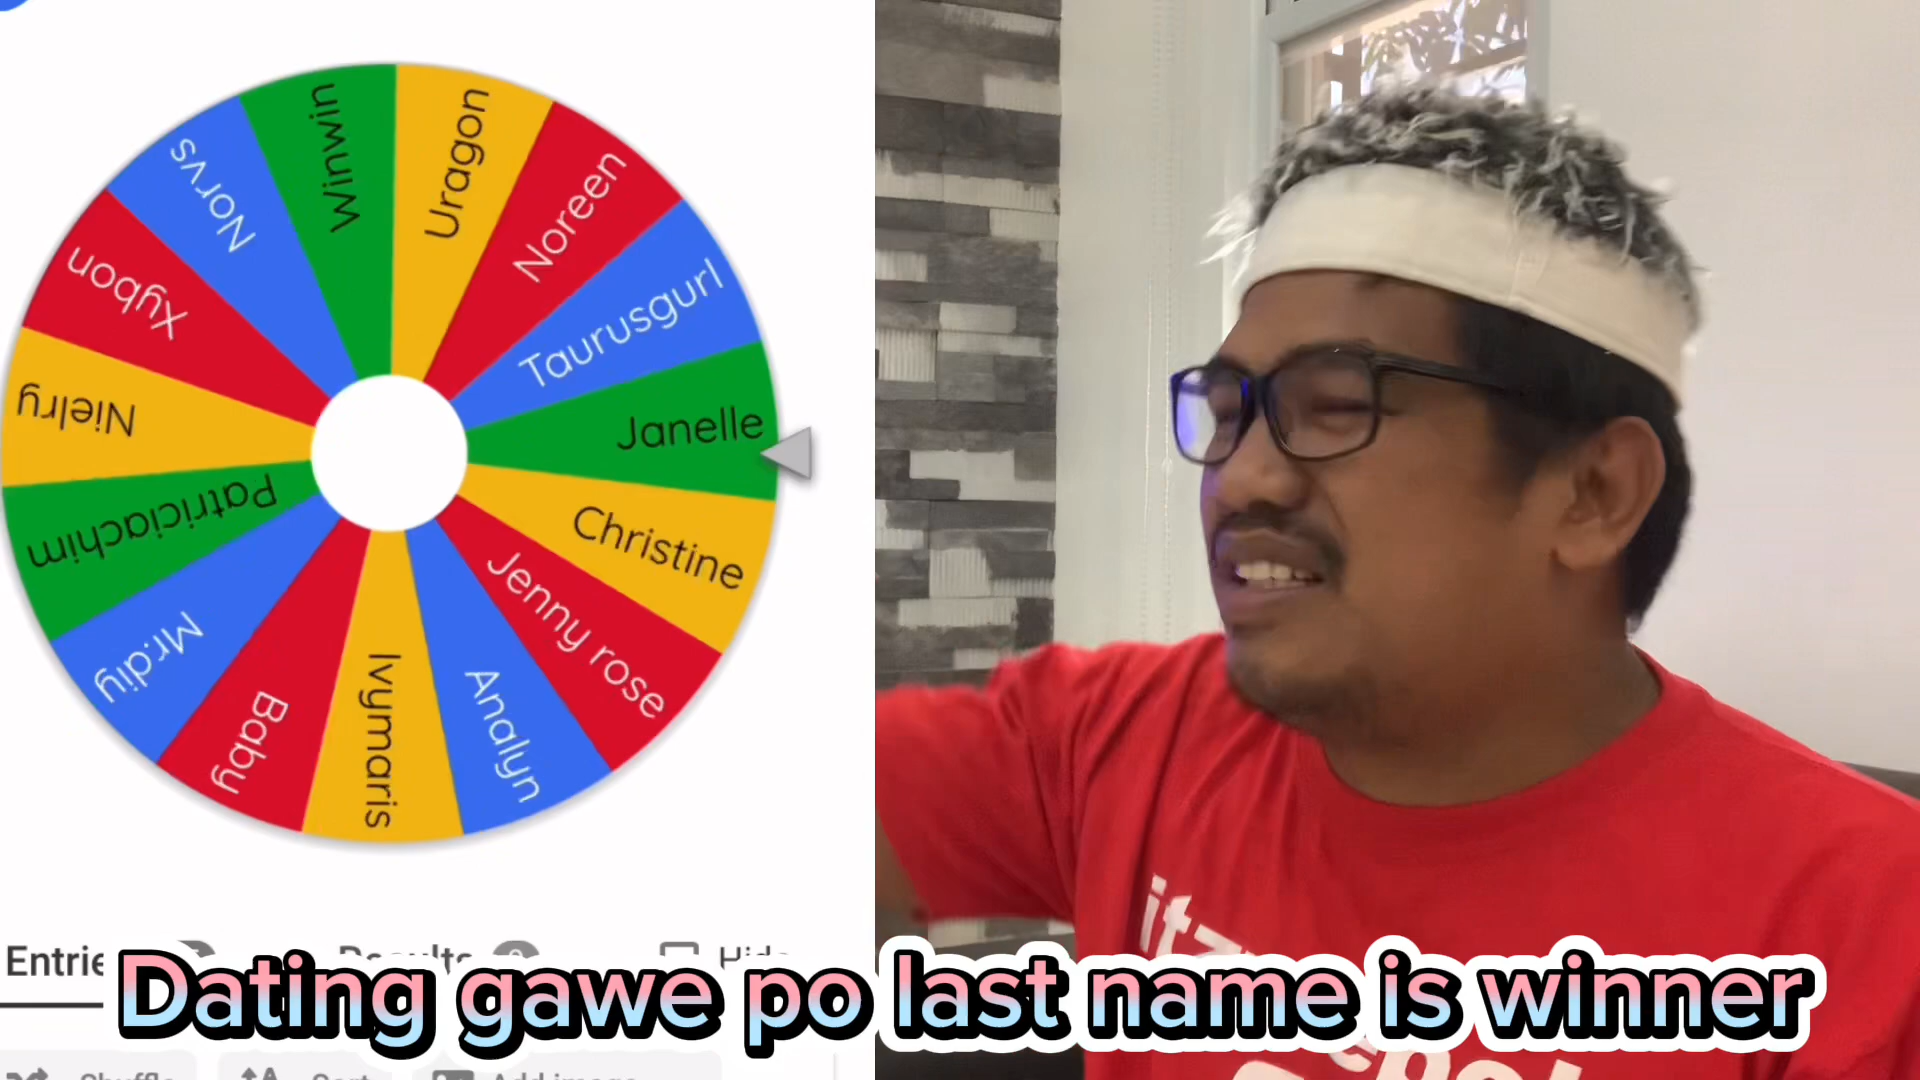 Winwin
Uragon
Noreen
Taurusgurl
Janelle
Christine
Jenny rose
Analyn
Ivymaris
Baby
Mr.diy
Patriciachim
Nielry
Xybon
Norvs
Dating gawe po last name is winner